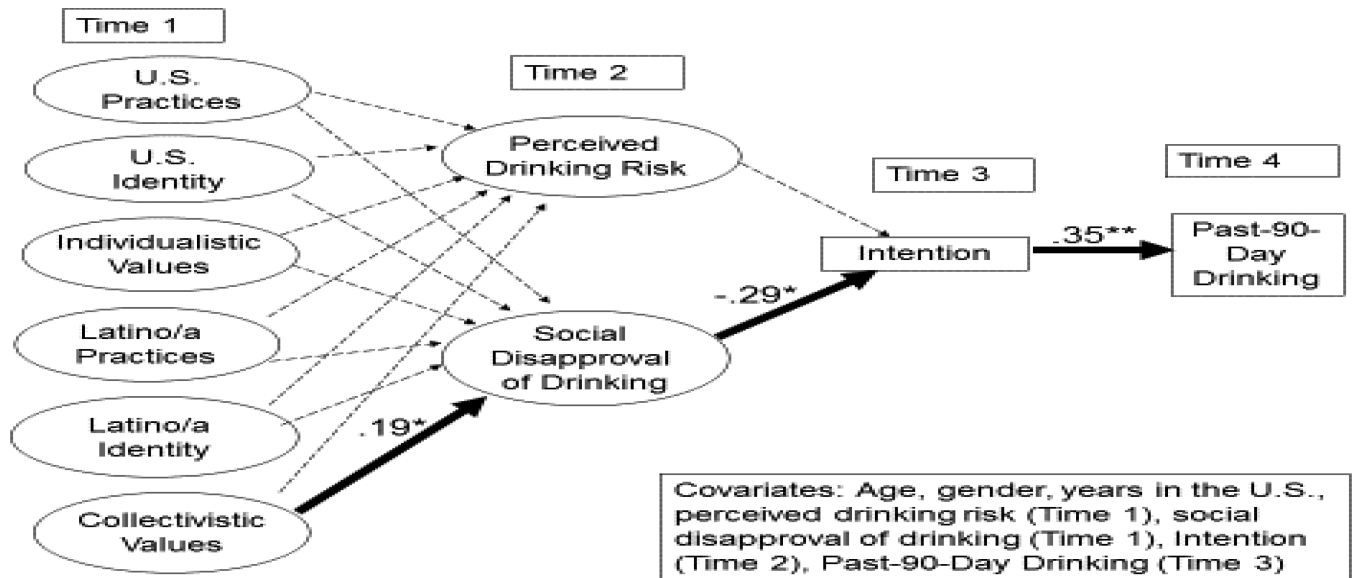 Time 1
U.S.
Practices
U.S.
Identity
Individualistic
Values
Latino/a
Practices
Latino/a
Identity
Collectivistic
Values
.19*
Time 2
Perceived
Drinking Risk
Social
Disapproval
of Drinking
-.29*
Time 3
Intention
.35**
Time 4
Past-90-
Day
Drinking
Covariates: Age, gender, years in the U.S.,
perceived drinking risk (Time 1), social
disapproval of drinking (Time 1), Intention
(Time 2), Past-90-Day Drinking (Time 3)